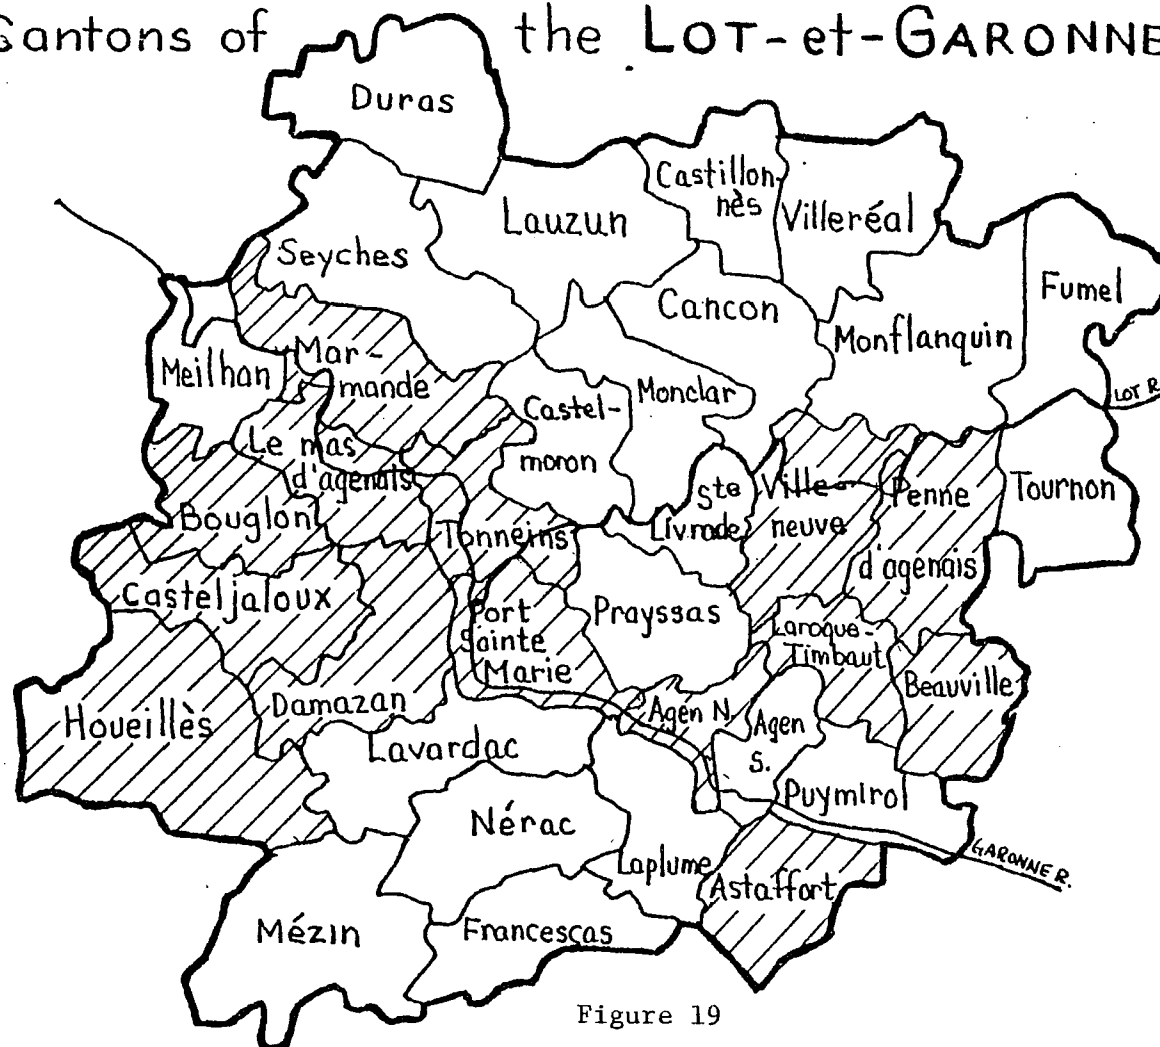 Cantons of the LOT-et-GARONNE
Duras
Castillon-
nès
Villeréal
Lauzun
Seyches
Fumel
Cancon
Monflanquin
Meilhan
Mar-
mande
Monclar
LOT R.
Castel-
moron
Le mas
d'agenais
Ste
Livrade
Ville-
neuve
Penne
d'agenais
Tournon
Bouglon
Tonneins
Casteljaloux
Port
Sainte
Marie
Prayssas
Laroque-
Timbaut
Beauville
Houeillès
Damazan
Agen N.
Agen
S.
Lavardac
Puymirol
Nérac
Laplume
GARONNE R.
Astaffort
Mézin
Francescas
Figure 19